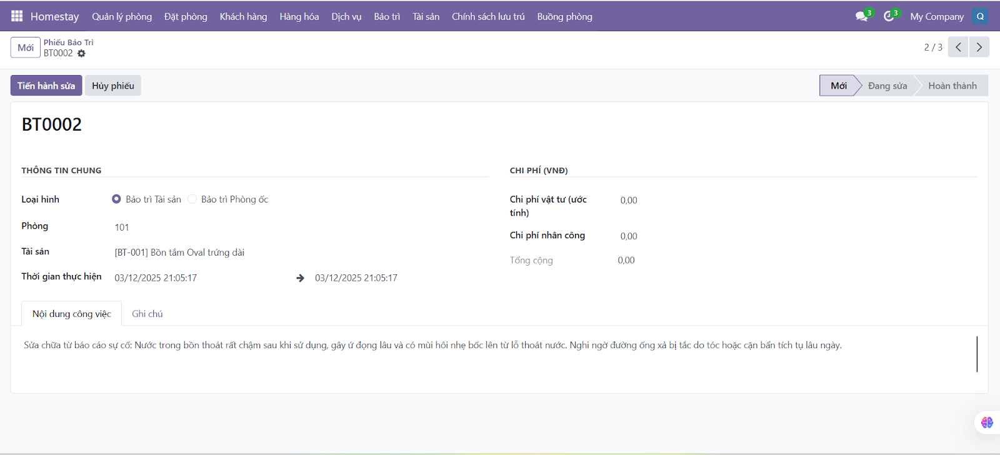 Homestay Quản lý phòng Đặt phòng Khách hàng Hàng hóa Dịch vụ Bảo trì Tài sản Chính sách lưu trú Buồng phòng 3 3 My Company Q
Mới Phiếu Bảo Trì
BT0002 2 / 3
Tiến hành sửa Hủy phiếu Mới Đang sửa Hoàn thành
BT0002
THÔNG TIN CHUNG
Loại hình Bảo trì Tài sản Bảo trì Phòng ốc
Phòng 101
Tài sản [BT-001] Bồn tắm Oval trứng dài
Thời gian thực hiện 03/12/2025 21:05:17 03/12/2025 21:05:17
CHI PHÍ (VNĐ)
Chi phí vật tư (ước 0,00
tính)
Chi phí nhân công 0,00
Tổng cộng 0,00
Nội dung công việc Ghi chú
Sửa chữa từ báo cáo sự cố: Nước trong bồn thoát rất chậm sau khi sử dụng, gây ứ đọng lâu và có mùi hôi nhẹ bốc lên từ lỗ thoát nước. Nghi ngờ đường ống xả bị tắc do tóc hoặc cặn bẩn tích tụ lâu ngày.